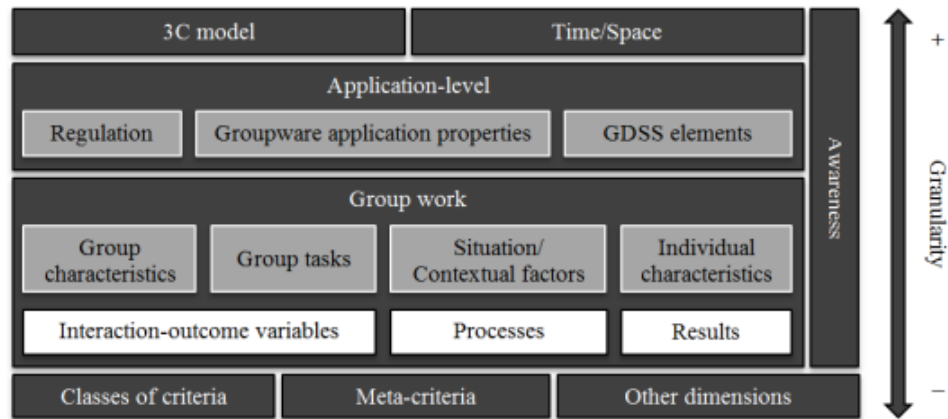 3C model
Time/Space
+
Application-level
Regulation
Groupware application properties
GDSS elements
Awareness
Granularity
Group work
Group
characteristics
Group tasks
Situation/
Contextual factors
Individual
characteristics
Interaction-outcome variables
Processes
Results
Classes of criteria
Meta-criteria
Other dimensions
–